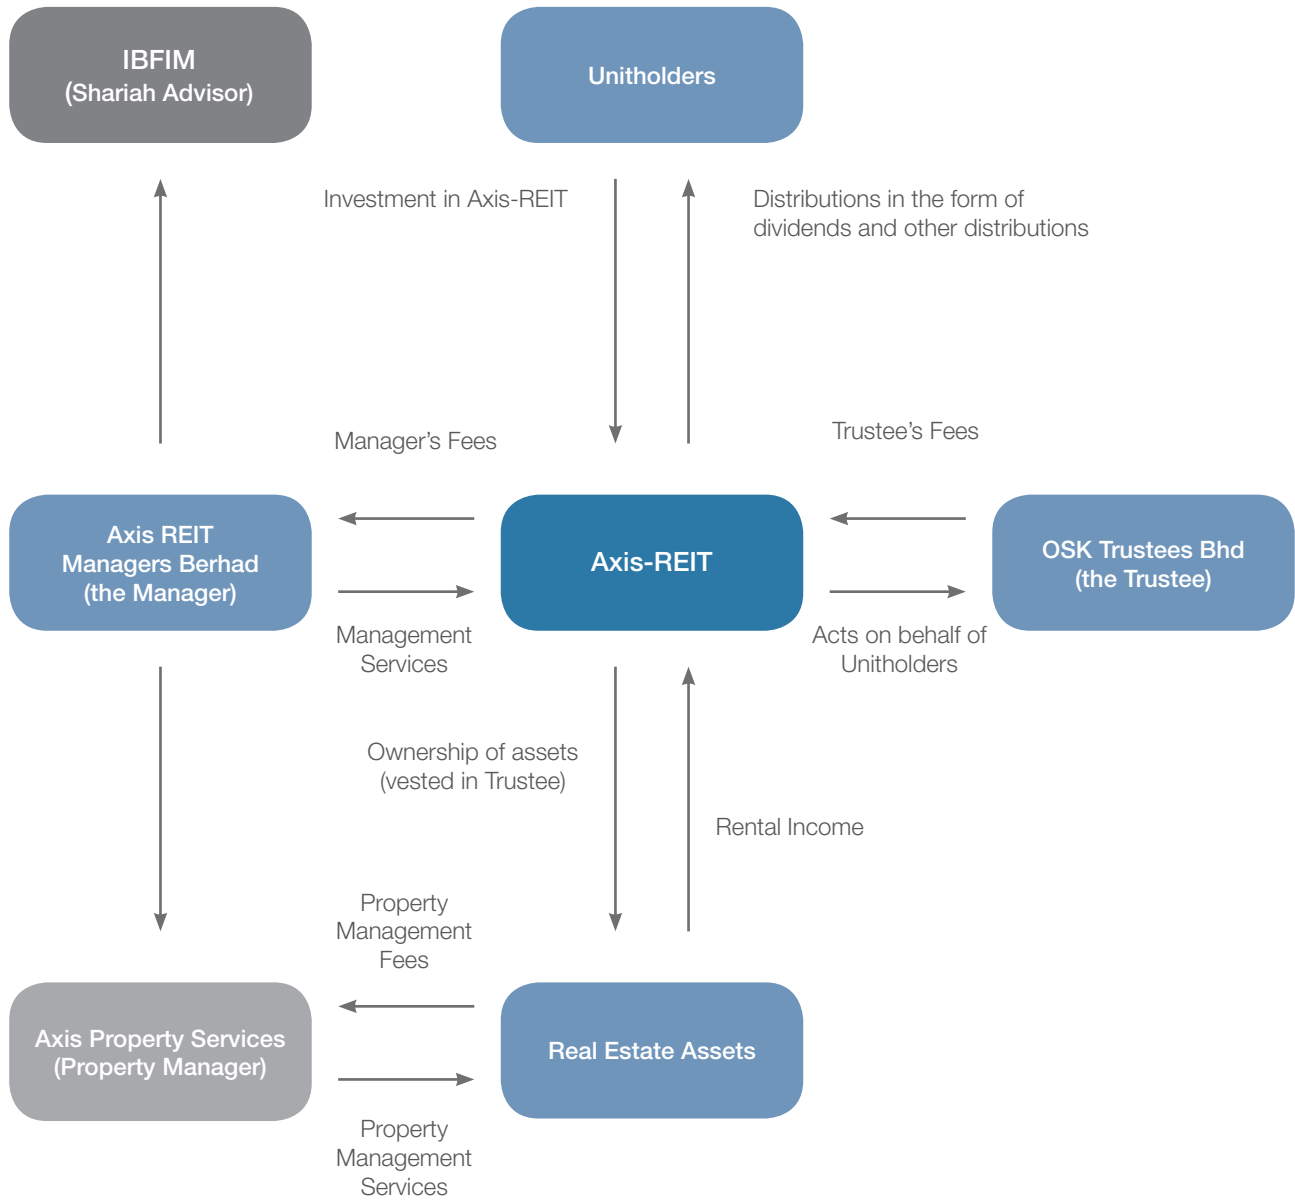 IBFIM
(Shariah Advisor)
Unitholders
Investment in Axis-REIT
Distributions in the form of
dividends and other distributions
Manager’s Fees
Trustee’s Fees
Axis REIT
Managers Berhad
(the Manager)
Axis-REIT
OSK Trustees Bhd
(the Trustee)
Management
Services
Acts on behalf of
Unitholders
Ownership of assets
(vested in Trustee)
Rental Income
Property
Management
Fees
Axis Property Services
(Property Manager)
Real Estate Assets
Property
Management
Services